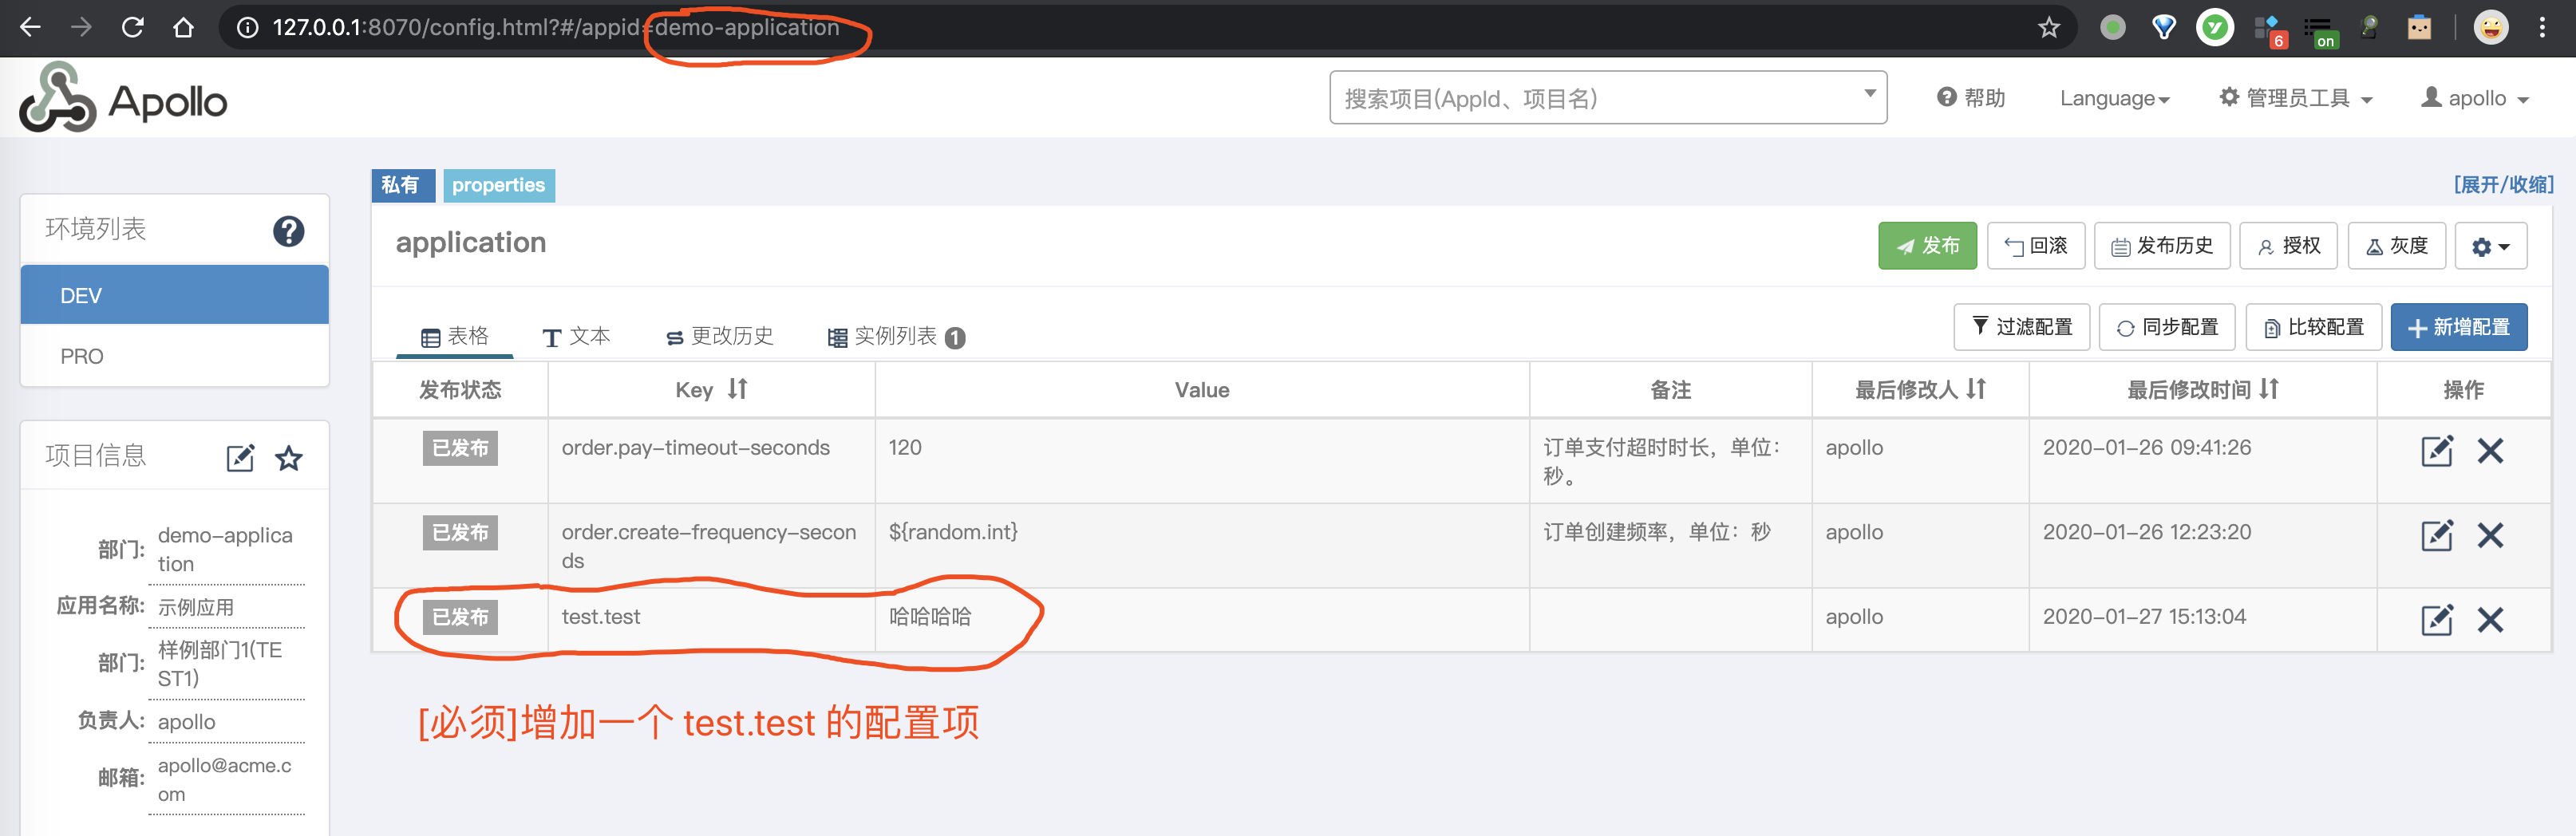 127.0.0.1:8070/config.html?#/appid=demo-application
6
on
Apollo
搜索项目(AppId、项目名)
帮助
Language
管理员工具
apollo
私有
properties
[展开/收缩]
环境列表
DEV
PRO
application
发布
回滚
发布历史
授权
灰度
表格
文本
更改历史
实例列表 1
过滤配置
同步配置
比较配置
新增配置
发布状态
Key
Value
备注
最后修改人
最后修改时间
操作
已发布
order.pay-timeout-seconds
120
订单支付超时时长，单位：
秒。
apollo
2020-01-26 09:41:26
已发布
order.create-frequency-secon
ds
${random.int}
订单创建频率，单位：秒
apollo
2020-01-26 12:23:20
已发布
test.test
哈哈哈哈
apollo
2020-01-27 15:13:04
[必须]增加一个 test.test 的配置项
项目信息
部门:
demo-applica
tion
应用名称:
示例应用
部门:
样例部门1(TE
ST1)
负责人:
apollo
邮箱:
apollo@acme.c
om